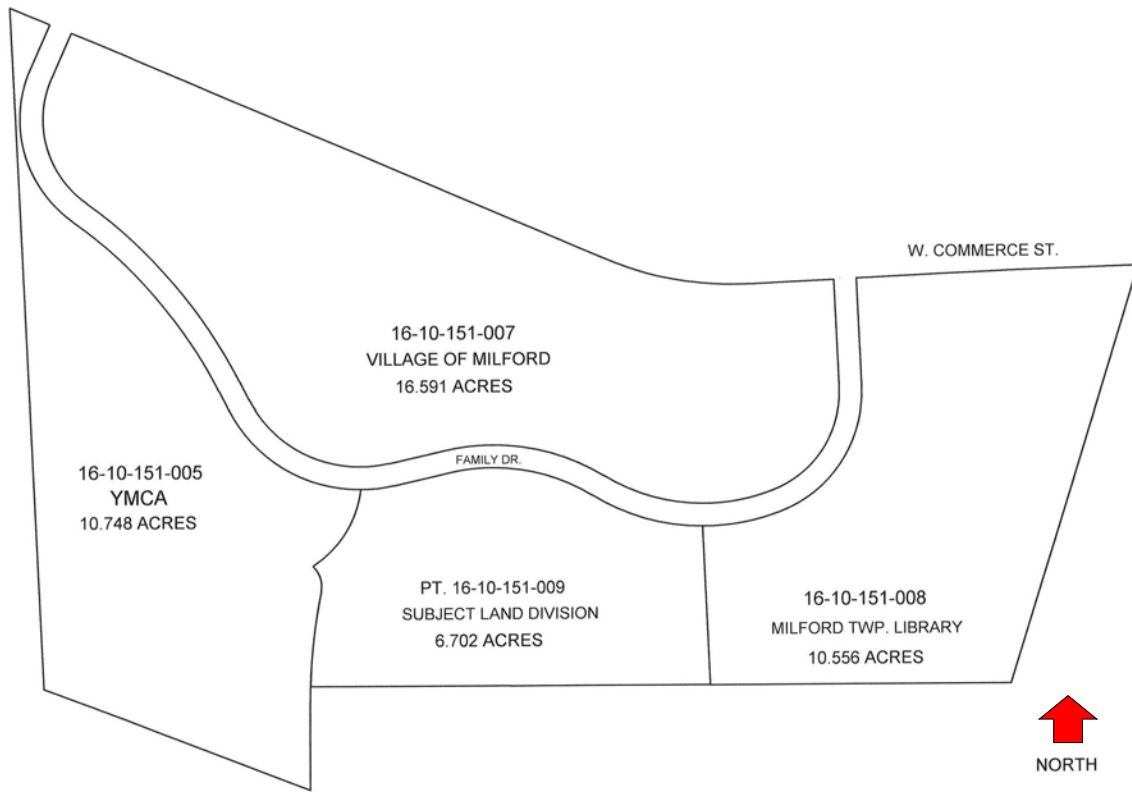 W. COMMERCE ST.
16-10-151-007
VILLAGE OF MILFORD
16.591 ACRES
FAMILY DR.
16-10-151-005
YMCA
10.748 ACRES
PT. 16-10-151-009
SUBJECT LAND DIVISION
6.702 ACRES
16-10-151-008
MILFORD TWP. LIBRARY
10.556 ACRES
NORTH